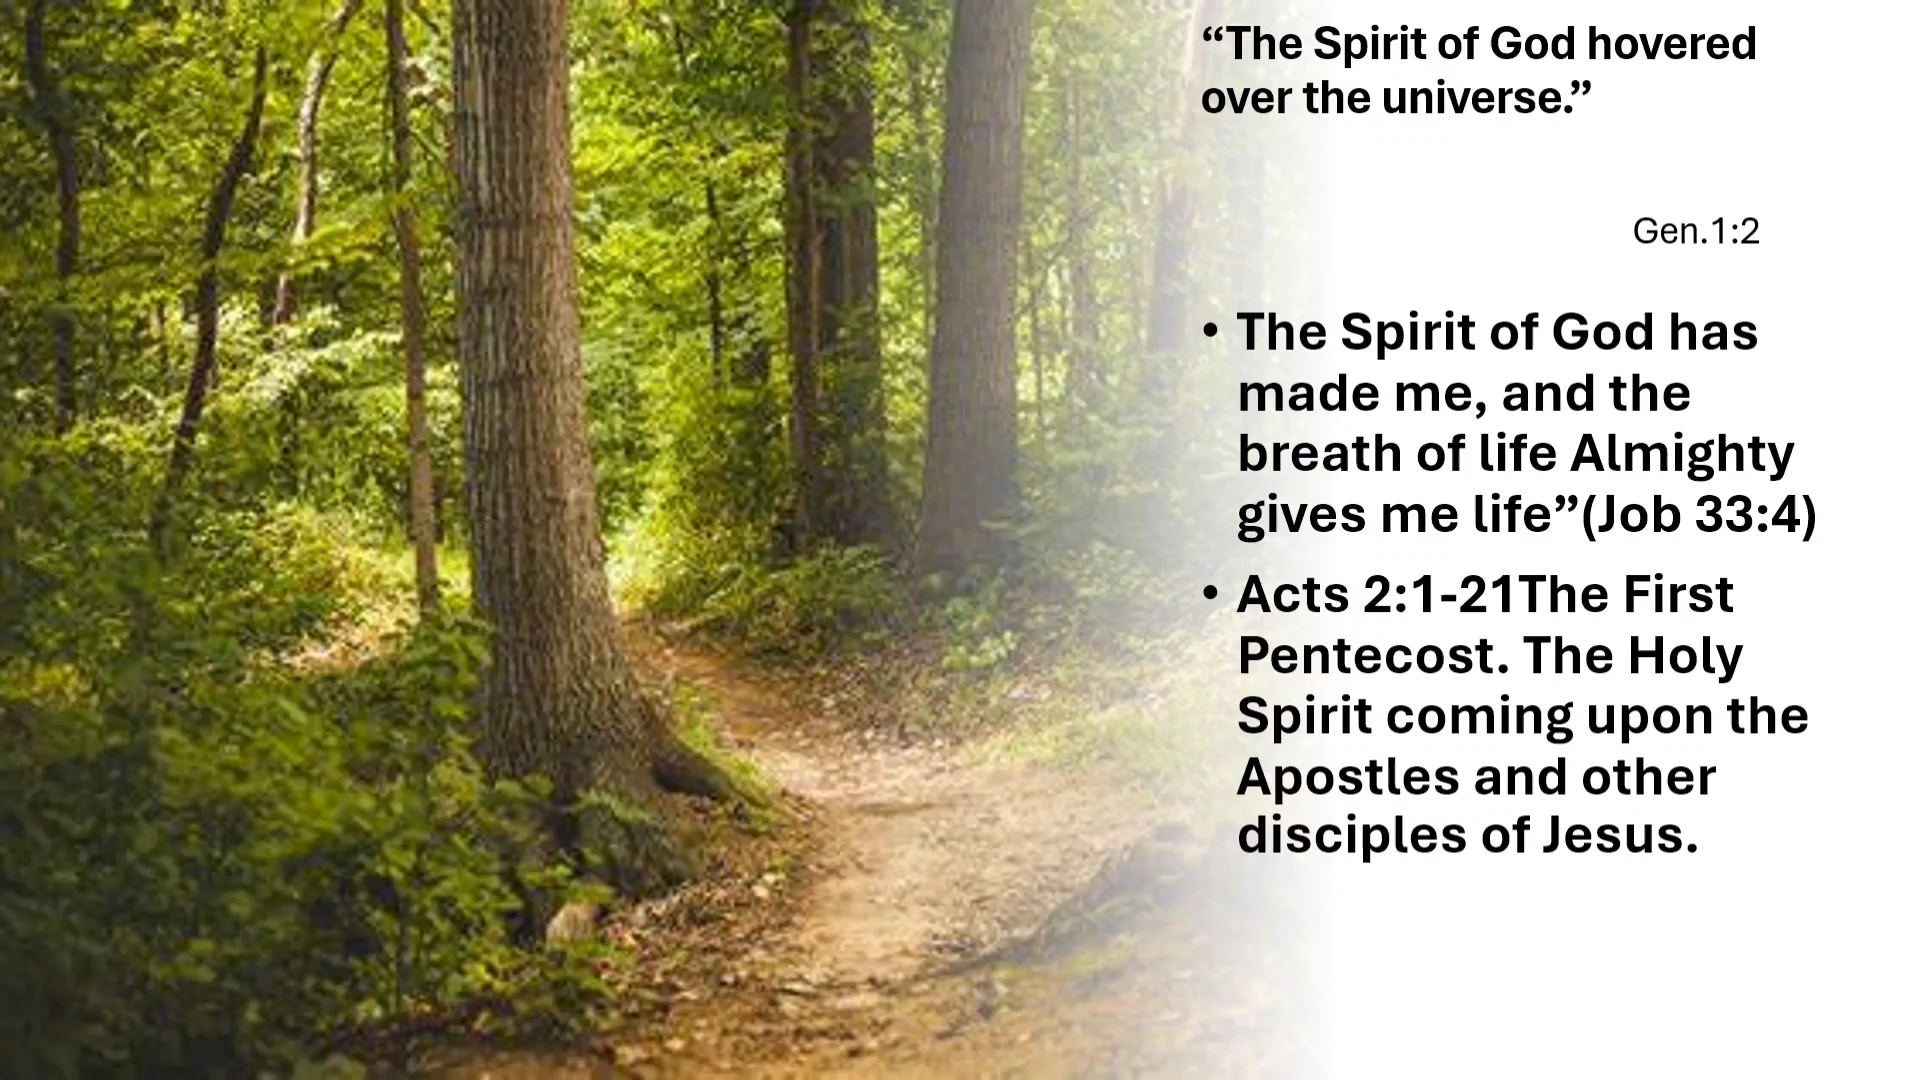 “The Spirit of God hovered
over the universe.”
Gen.1:2
• The Spirit of God has
made me, and the
breath of life Almighty
gives me life”(Job 33:4)
• Acts 2:1-21The First
Pentecost. The Holy
Spirit coming upon the
Apostles and other
disciples of Jesus.